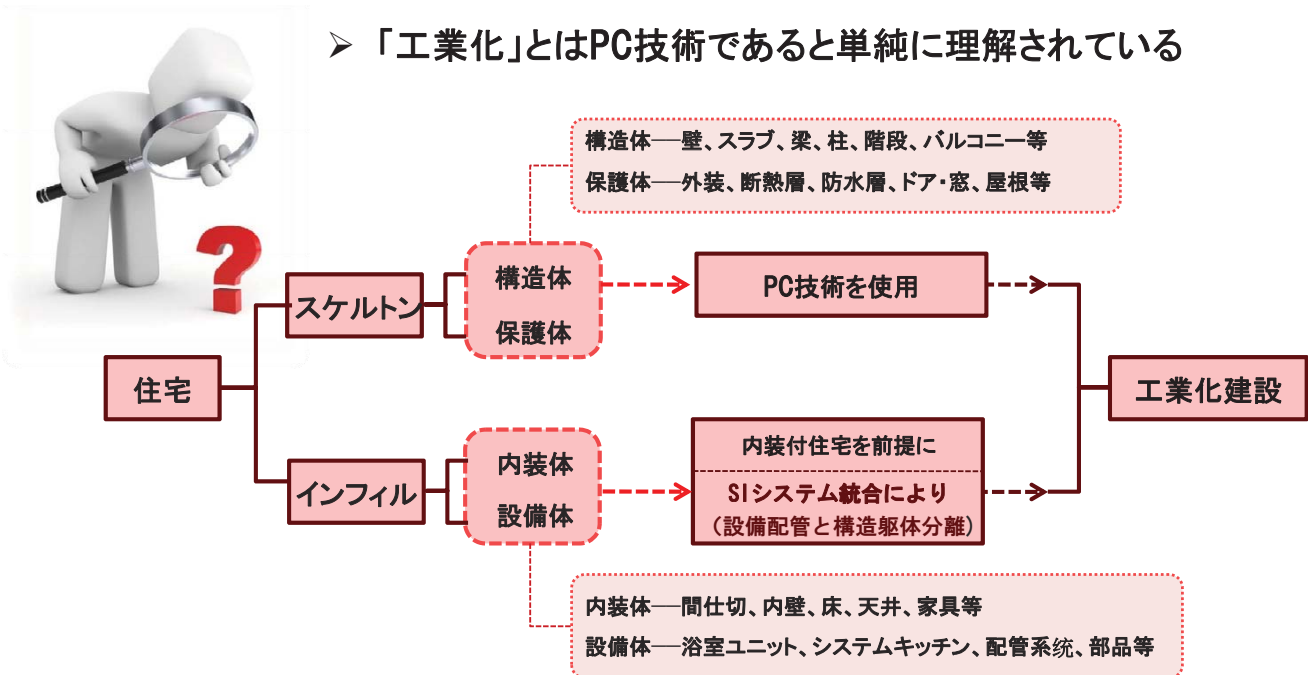 ➢ 「工業化」とはPC技術であると単純に理解されている
構造体──壁、スラブ、梁、柱、階段、バルコニー等
保護体──外装、断熱層、防水層、ドア・窓、屋根等
スケルトン
構造体
保護体
PC技術を使用
住宅
工業化建設
インフィル
内装体
設備体
内装付住宅を前提に
SIシステム統合により
（設備配管と構造躯体分離）
内装体──間仕切、内壁、床、天井、家具等
設備体──浴室ユニット、システムキッチン、配管系统、部品等